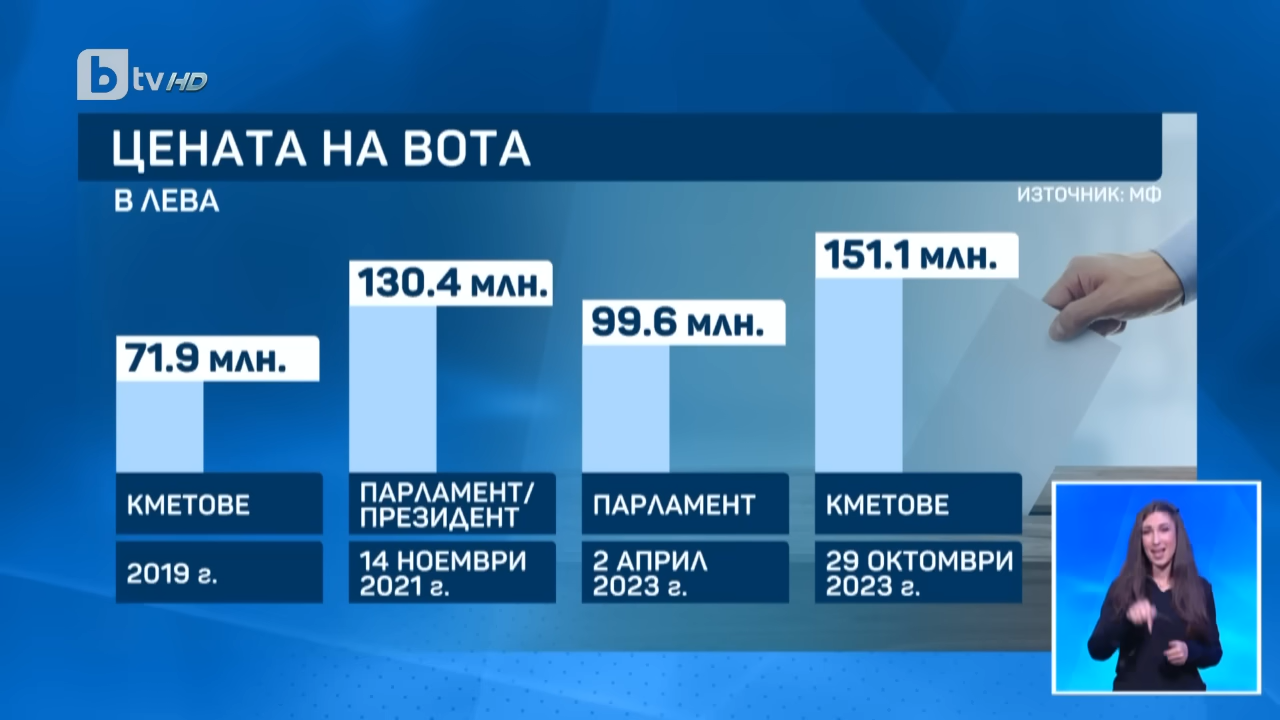 btv HD
ЦЕНАТА НА ВОТА
В ЛЕВА
ИЗТОЧНИК: МФ
71.9 млн.
130.4 млн.
99.6 млн.
151.1 млн.
КМЕТОВЕ
ПАРЛАМЕНТ/
ПРЕЗИДЕНТ
ПАРЛАМЕНТ
КМЕТОВЕ
2019 г.
14 НОЕМВРИ
2021 г.
2 АПРИЛ
2023 г.
29 ОКТОМВРИ
2023 г.